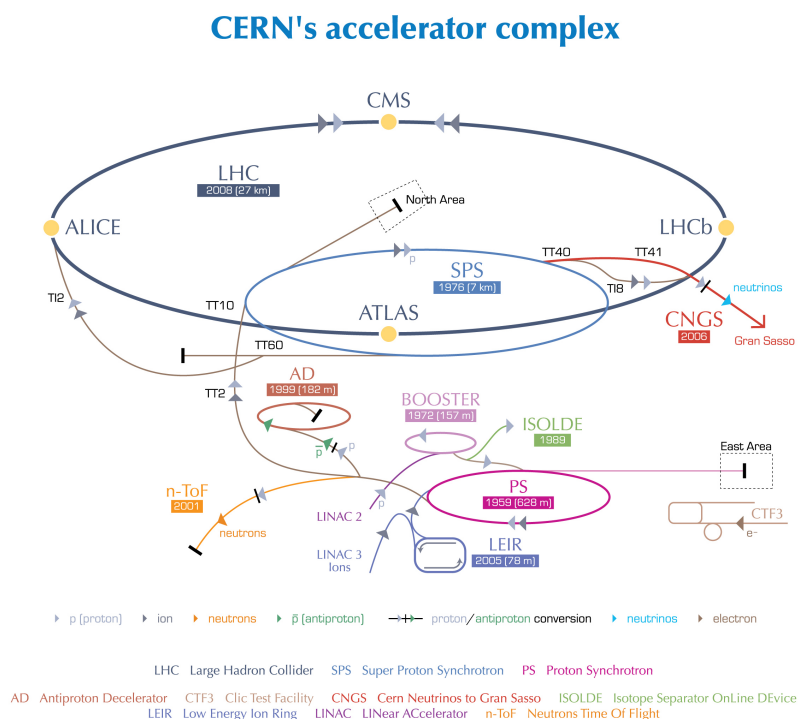 CERN's accelerator complex
CMS
LHC
2008 (27 km)
North Area
ALICE
LHCb
p
TT40
TT41
SPS
1976 (7 km)
TI8
neutrinos
TI2
TT10
ATLAS
CNGS
2006
Gran Sasso
TT60
AD
1999 (182 m)
TT2
BOOSTER
1972 (157 m)
ISOLDE
1989
p̅
p
East Area
n-ToF
2001
p
PS
1959 (628 m)
LINAC 2
neutrons
CTF3
e-
LINAC 3
Ions
LEIR
2005 (78 m)
p (proton) ion neutrons p̅ (antiproton) proton/antiproton conversion neutrinos electron
LHC Large Hadron Collider SPS Super Proton Synchrotron PS Proton Synchrotron
AD Antiproton Decelerator CTF3 Clic Test Facility CNGS Cern Neutrinos to Gran Sasso ISOLDE Isotope Separator OnLine DEvice
LEIR Low Energy Ion Ring LINAC LINear ACcelerator n-ToF Neutrons Time Of Flight